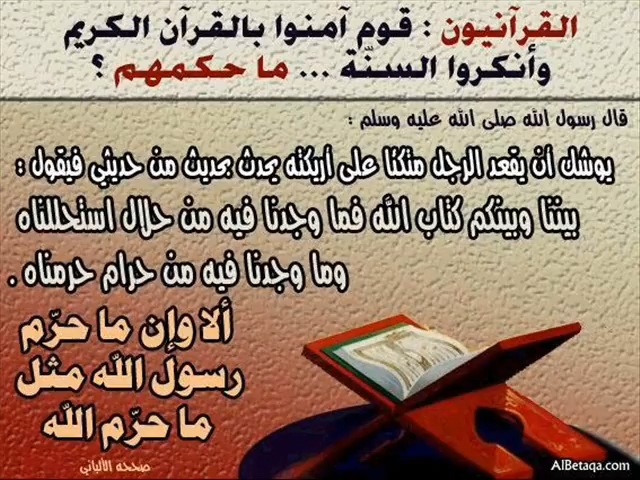 القرآنيون : قوم آمنوا بالقرآن الكريم
وأنكروا السنّة ... ما حكمهم ؟
قال رسول الله صلى الله عليه وسلم :
يوشك أن يقعد الرجل متكئا على أريكته يحدث بحديث من حديثي فيقول :
بيننا وبينكم كتاب الله فما وجدنا فيه من حلال استحللناه
وما وجدنا فيه من حرام حرمناه .
ألا وإن ما حرّم
رسول الله مثل
ما حرّم الله
صححه الألباني
AlBetaqa.com